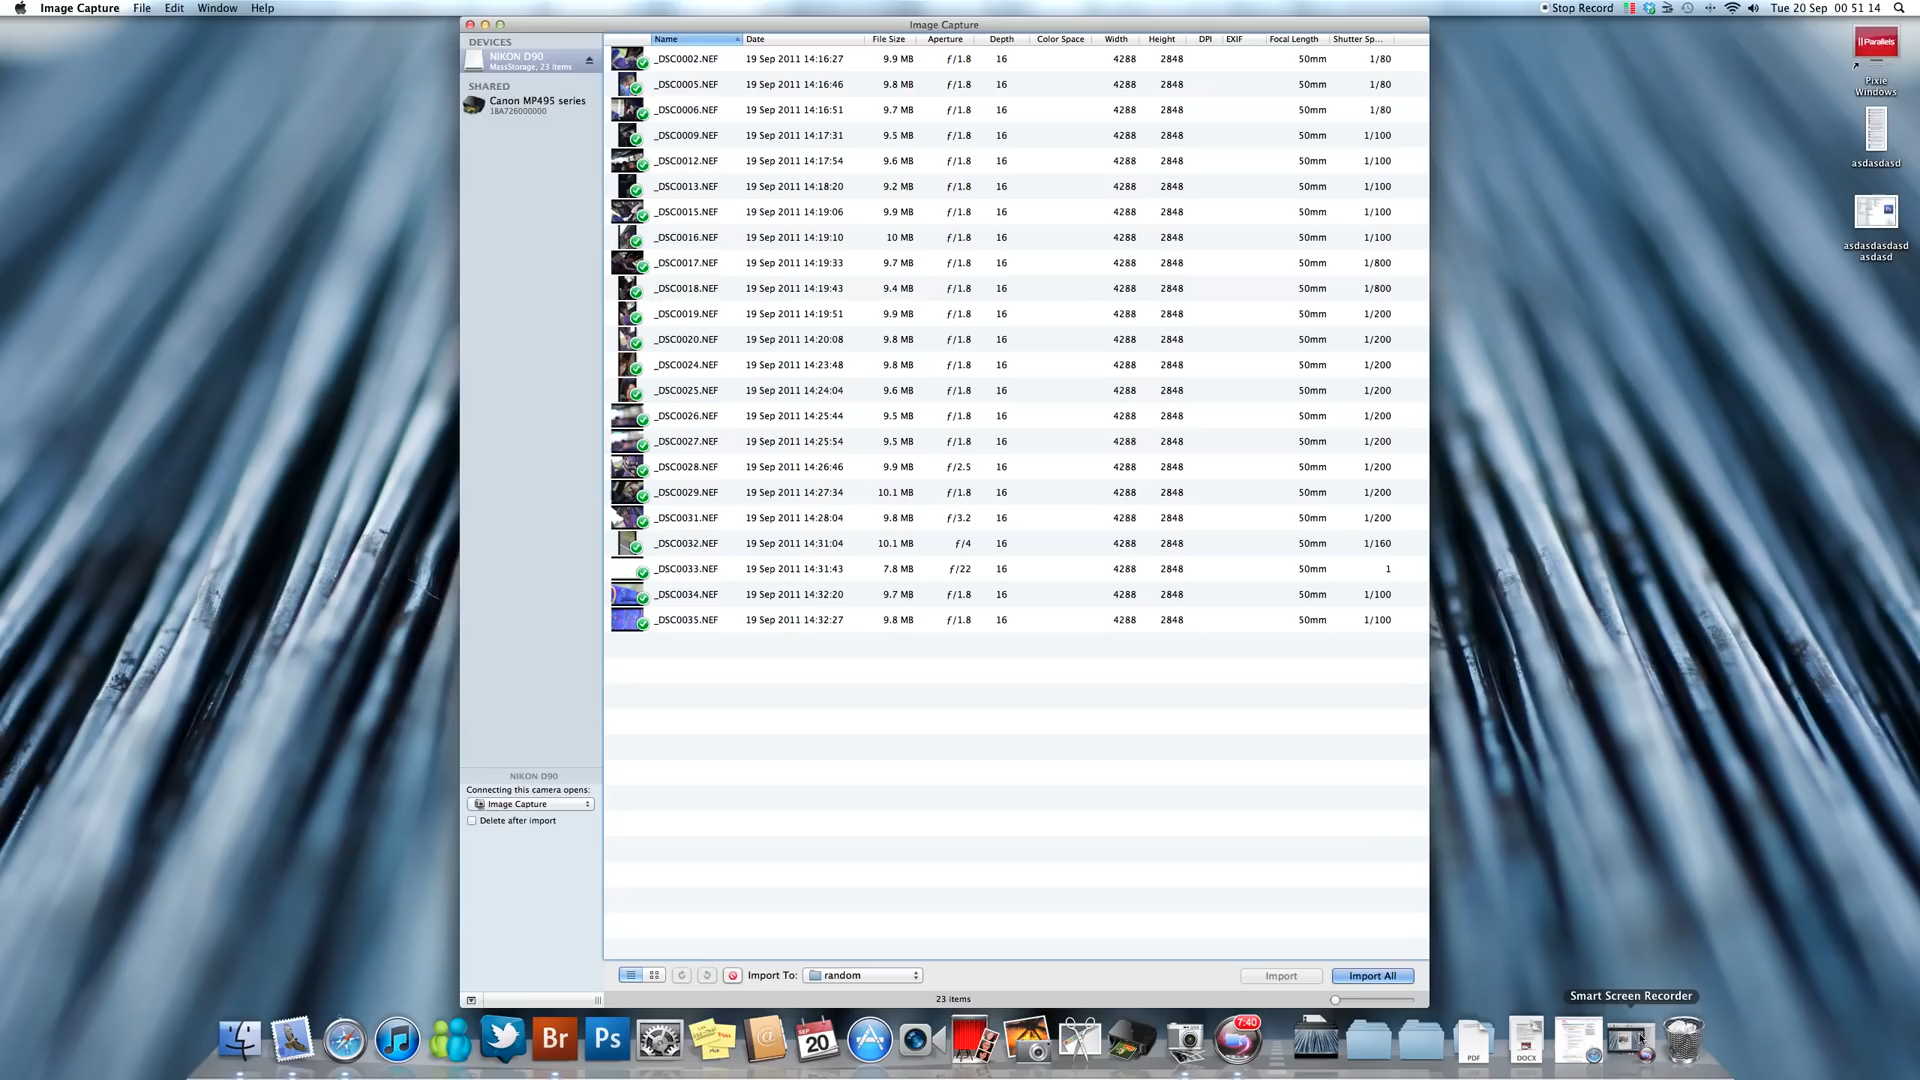 Image Capture File Edit Window Help
Stop Record Tue 20 Sep 00 51 14
Image Capture
DEVICES
NIKON D90
MassStorage, 23 items
SHARED
Canon MP495 series
18A726000000
Name Date File Size Aperture Depth Color Space Width Height DPI EXIF Focal Length Shutter Sp...
_DSC0002.NEF 19 Sep 2011 14:16:27 9.9 MB ƒ/1.8 16 4288 2848 50mm 1/80
_DSC0005.NEF 19 Sep 2011 14:16:46 9.8 MB ƒ/1.8 16 4288 2848 50mm 1/80
_DSC0006.NEF 19 Sep 2011 14:16:51 9.7 MB ƒ/1.8 16 4288 2848 50mm 1/80
_DSC0009.NEF 19 Sep 2011 14:17:31 9.5 MB ƒ/1.8 16 4288 2848 50mm 1/100
_DSC0012.NEF 19 Sep 2011 14:17:54 9.6 MB ƒ/1.8 16 4288 2848 50mm 1/100
_DSC0013.NEF 19 Sep 2011 14:18:20 9.2 MB ƒ/1.8 16 4288 2848 50mm 1/100
_DSC0015.NEF 19 Sep 2011 14:19:06 9.9 MB ƒ/1.8 16 4288 2848 50mm 1/100
_DSC0016.NEF 19 Sep 2011 14:19:10 10 MB ƒ/1.8 16 4288 2848 50mm 1/100
_DSC0017.NEF 19 Sep 2011 14:19:33 9.7 MB ƒ/1.8 16 4288 2848 50mm 1/800
_DSC0018.NEF 19 Sep 2011 14:19:43 9.4 MB ƒ/1.8 16 4288 2848 50mm 1/800
_DSC0019.NEF 19 Sep 2011 14:19:51 9.9 MB ƒ/1.8 16 4288 2848 50mm 1/200
_DSC0020.NEF 19 Sep 2011 14:20:08 9.8 MB ƒ/1.8 16 4288 2848 50mm 1/200
_DSC0024.NEF 19 Sep 2011 14:23:48 9.8 MB ƒ/1.8 16 4288 2848 50mm 1/200
_DSC0025.NEF 19 Sep 2011 14:24:04 9.6 MB ƒ/1.8 16 4288 2848 50mm 1/200
_DSC0026.NEF 19 Sep 2011 14:25:44 9.5 MB ƒ/1.8 16 4288 2848 50mm 1/200
_DSC0027.NEF 19 Sep 2011 14:25:54 9.5 MB ƒ/1.8 16 4288 2848 50mm 1/200
_DSC0028.NEF 19 Sep 2011 14:26:46 9.9 MB ƒ/2.5 16 4288 2848 50mm 1/200
_DSC0029.NEF 19 Sep 2011 14:27:34 10.1 MB ƒ/1.8 16 4288 2848 50mm 1/200
_DSC0031.NEF 19 Sep 2011 14:28:04 9.8 MB ƒ/3.2 16 4288 2848 50mm 1/200
_DSC0032.NEF 19 Sep 2011 14:31:04 10.1 MB ƒ/4 16 4288 2848 50mm 1/160
_DSC0033.NEF 19 Sep 2011 14:31:43 7.8 MB ƒ/22 16 4288 2848 50mm 1
_DSC0034.NEF 19 Sep 2011 14:32:20 9.7 MB ƒ/1.8 16 4288 2848 50mm 1/100
_DSC0035.NEF 19 Sep 2011 14:32:27 9.8 MB ƒ/1.8 16 4288 2848 50mm 1/100
NIKON D90
Connecting this camera opens:
Image Capture
Delete after import
Import To: random
Import
Import All
23 items
|| Parallels
Pixie
Windows
asdasdasd
asdasdasdasd
asdasd
Smart Screen Recorder
Br
Ps
SEP
20
7:40
PDF
DOCX